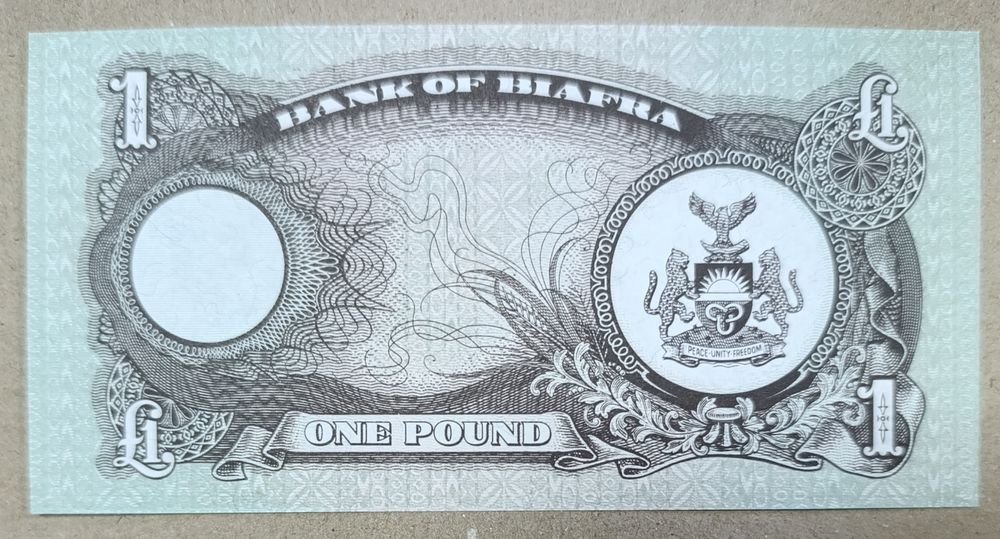 1
BANK OF BIAFRA
£1
PEACE·UNITY·FREEDOM
£1
ONE POUND
1